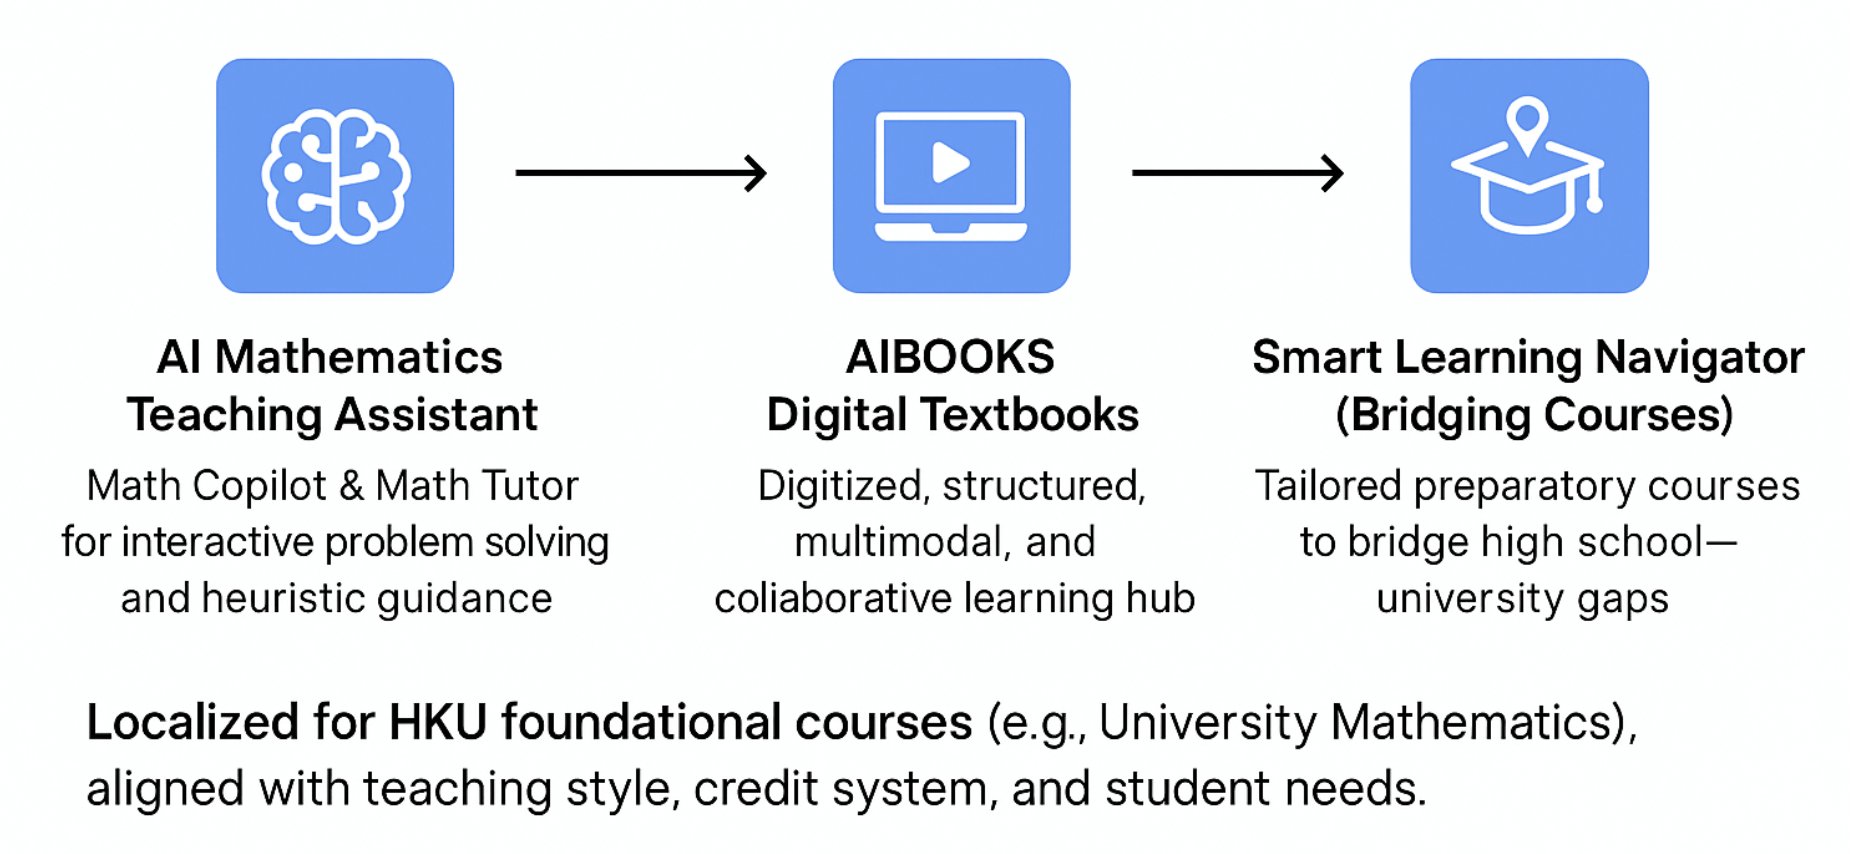 AI Mathematics
Teaching Assistant
Math Copilot & Math Tutor
for interactive problem solving
and heuristic guidance
AIBOOKS
Digital Textbooks
Digitized, structured,
multimodal, and
coliaborative learning hub
Smart Learning Navigator
(Bridging Courses)
Tailored preparatory courses
to bridge high school—
university gaps
Localized for HKU foundational courses (e.g., University Mathematics),
aligned with teaching style, credit system, and student needs.